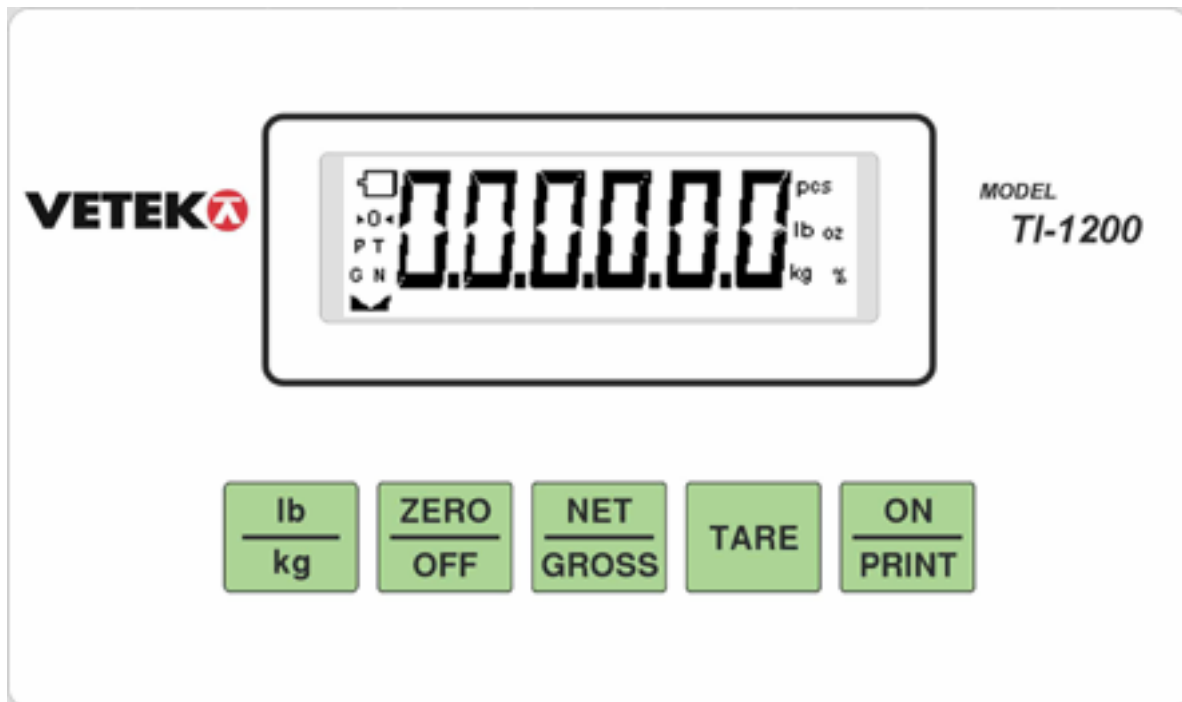 VETEK
0.0.0.0.0.0
pcs
0
lb oz
P T
G N
kg %
MODEL
TI-1200
lb
kg
ZERO
OFF
NET
GROSS
TARE
ON
PRINT